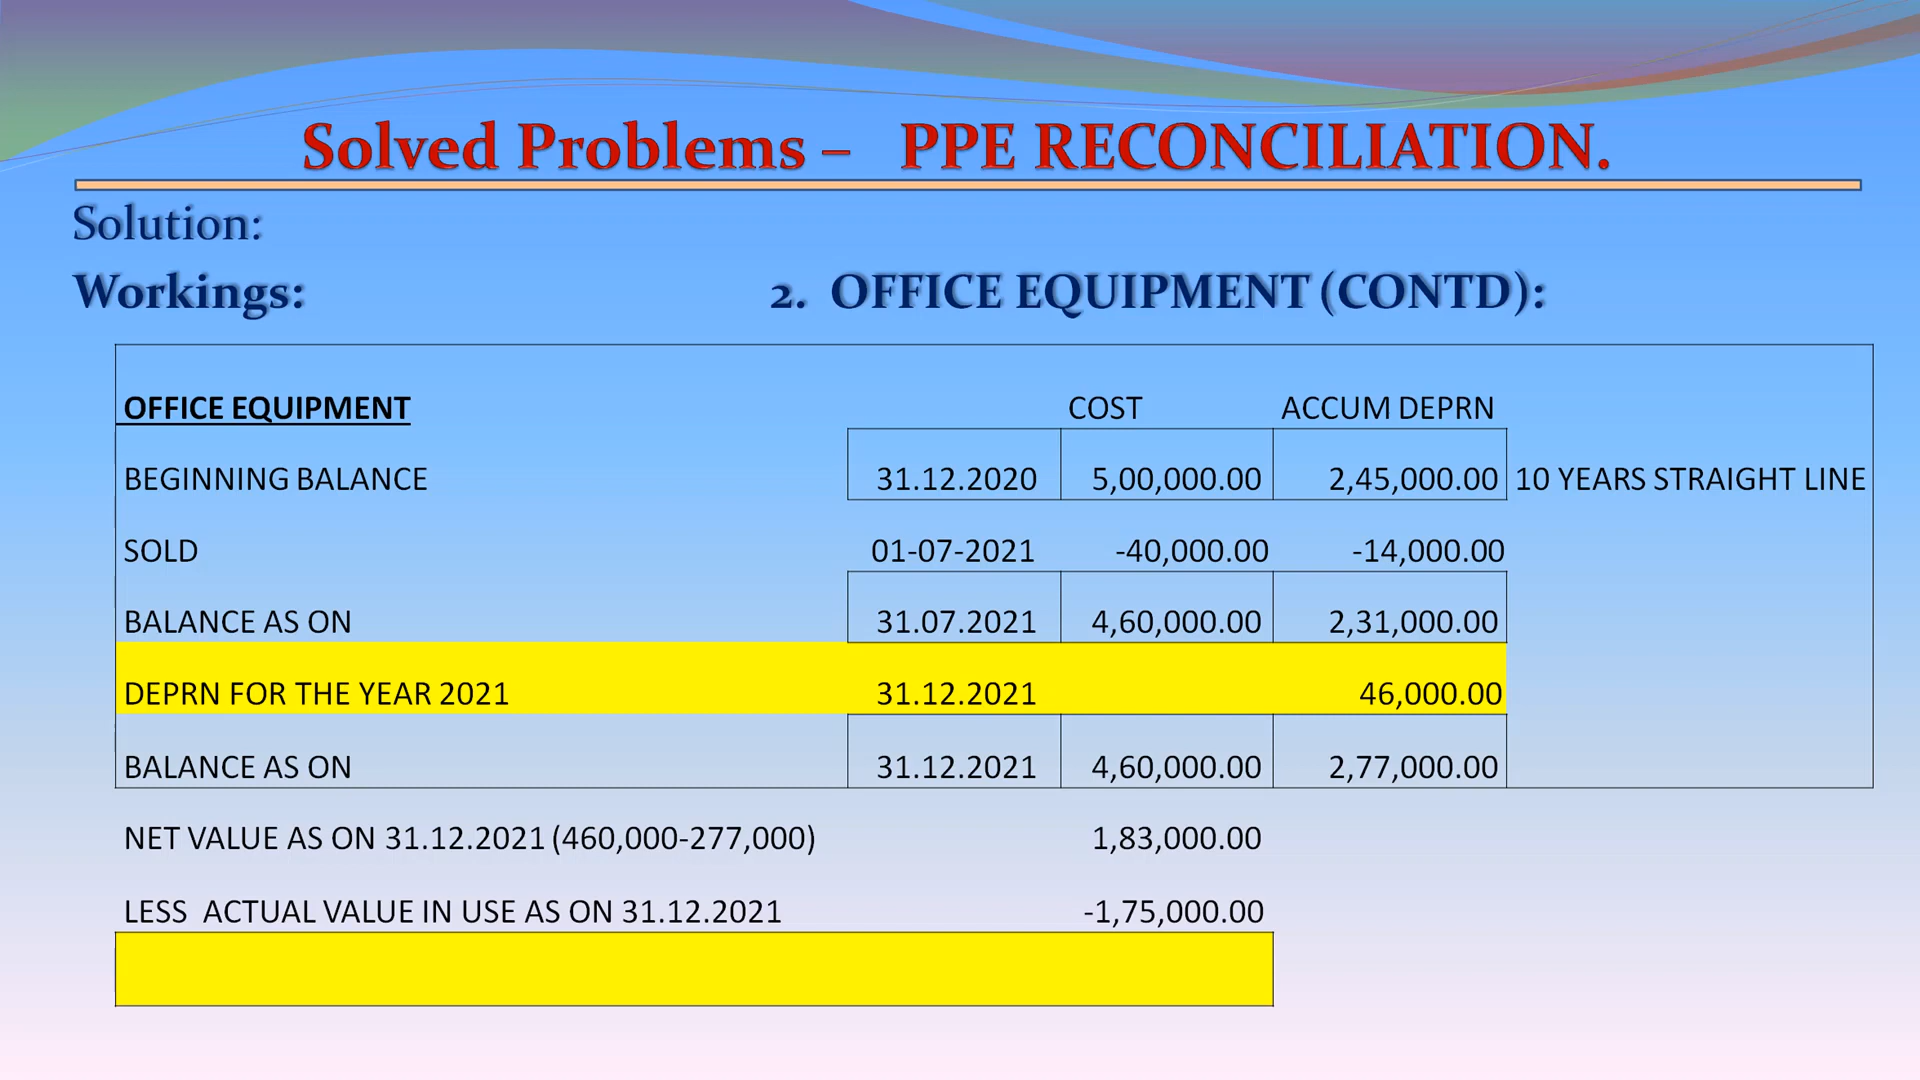 Solved Problems – PPE RECONCILIATION.
Solution:
Workings: 2. OFFICE EQUIPMENT (CONTD):
OFFICE EQUIPMENT COST ACCUM DEPRN
BEGINNING BALANCE 31.12.2020 5,00,000.00 2,45,000.00 10 YEARS STRAIGHT LINE
SOLD 01-07-2021 -40,000.00 -14,000.00
BALANCE AS ON 31.07.2021 4,60,000.00 2,31,000.00
DEPRN FOR THE YEAR 2021 31.12.2021 46,000.00
BALANCE AS ON 31.12.2021 4,60,000.00 2,77,000.00
NET VALUE AS ON 31.12.2021 (460,000-277,000) 1,83,000.00
LESS ACTUAL VALUE IN USE AS ON 31.12.2021 -1,75,000.00